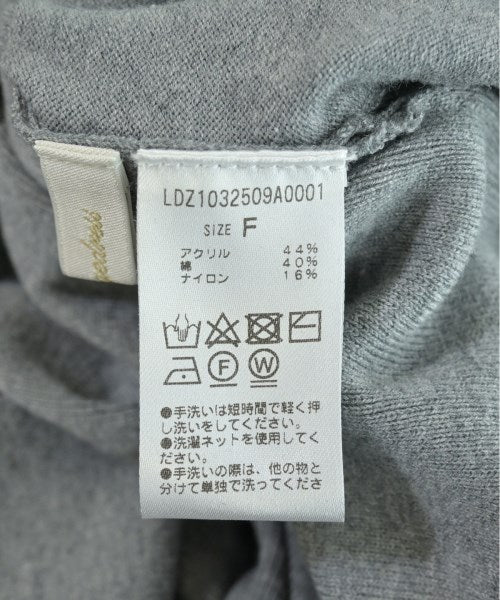 LDZ1032509A0001
SIZE F
アクリル 44%
綿 40%
ナイロン 16%
F W
●手洗いは短時間で軽く押
し洗いをしてください
●洗濯ネットを使用してく
ださい
●手洗いの際は、他の物と
分けて単独で洗ってくださ